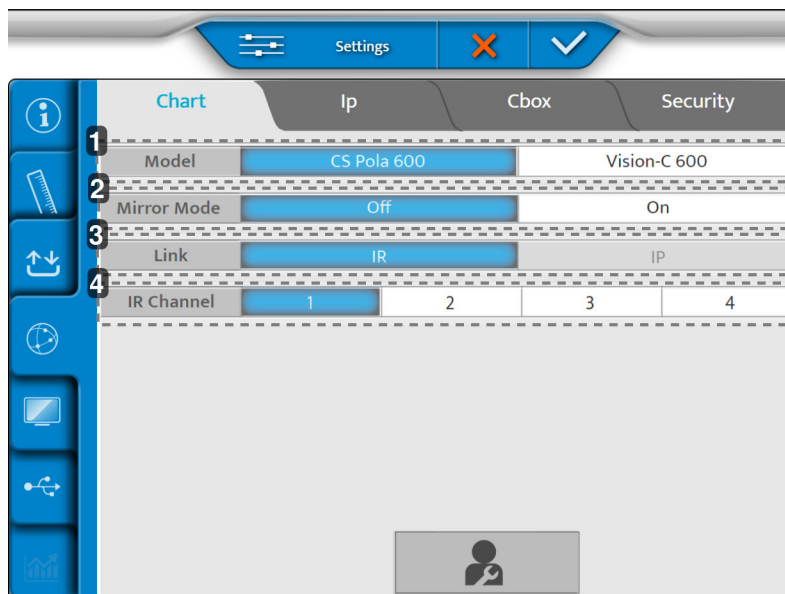 Settings
Chart Ip Cbox Security
1
Model CS Pola 600 Vision-C 600
2
Mirror Mode Off On
3
Link IR IP
4
IR Channel 1 2 3 4